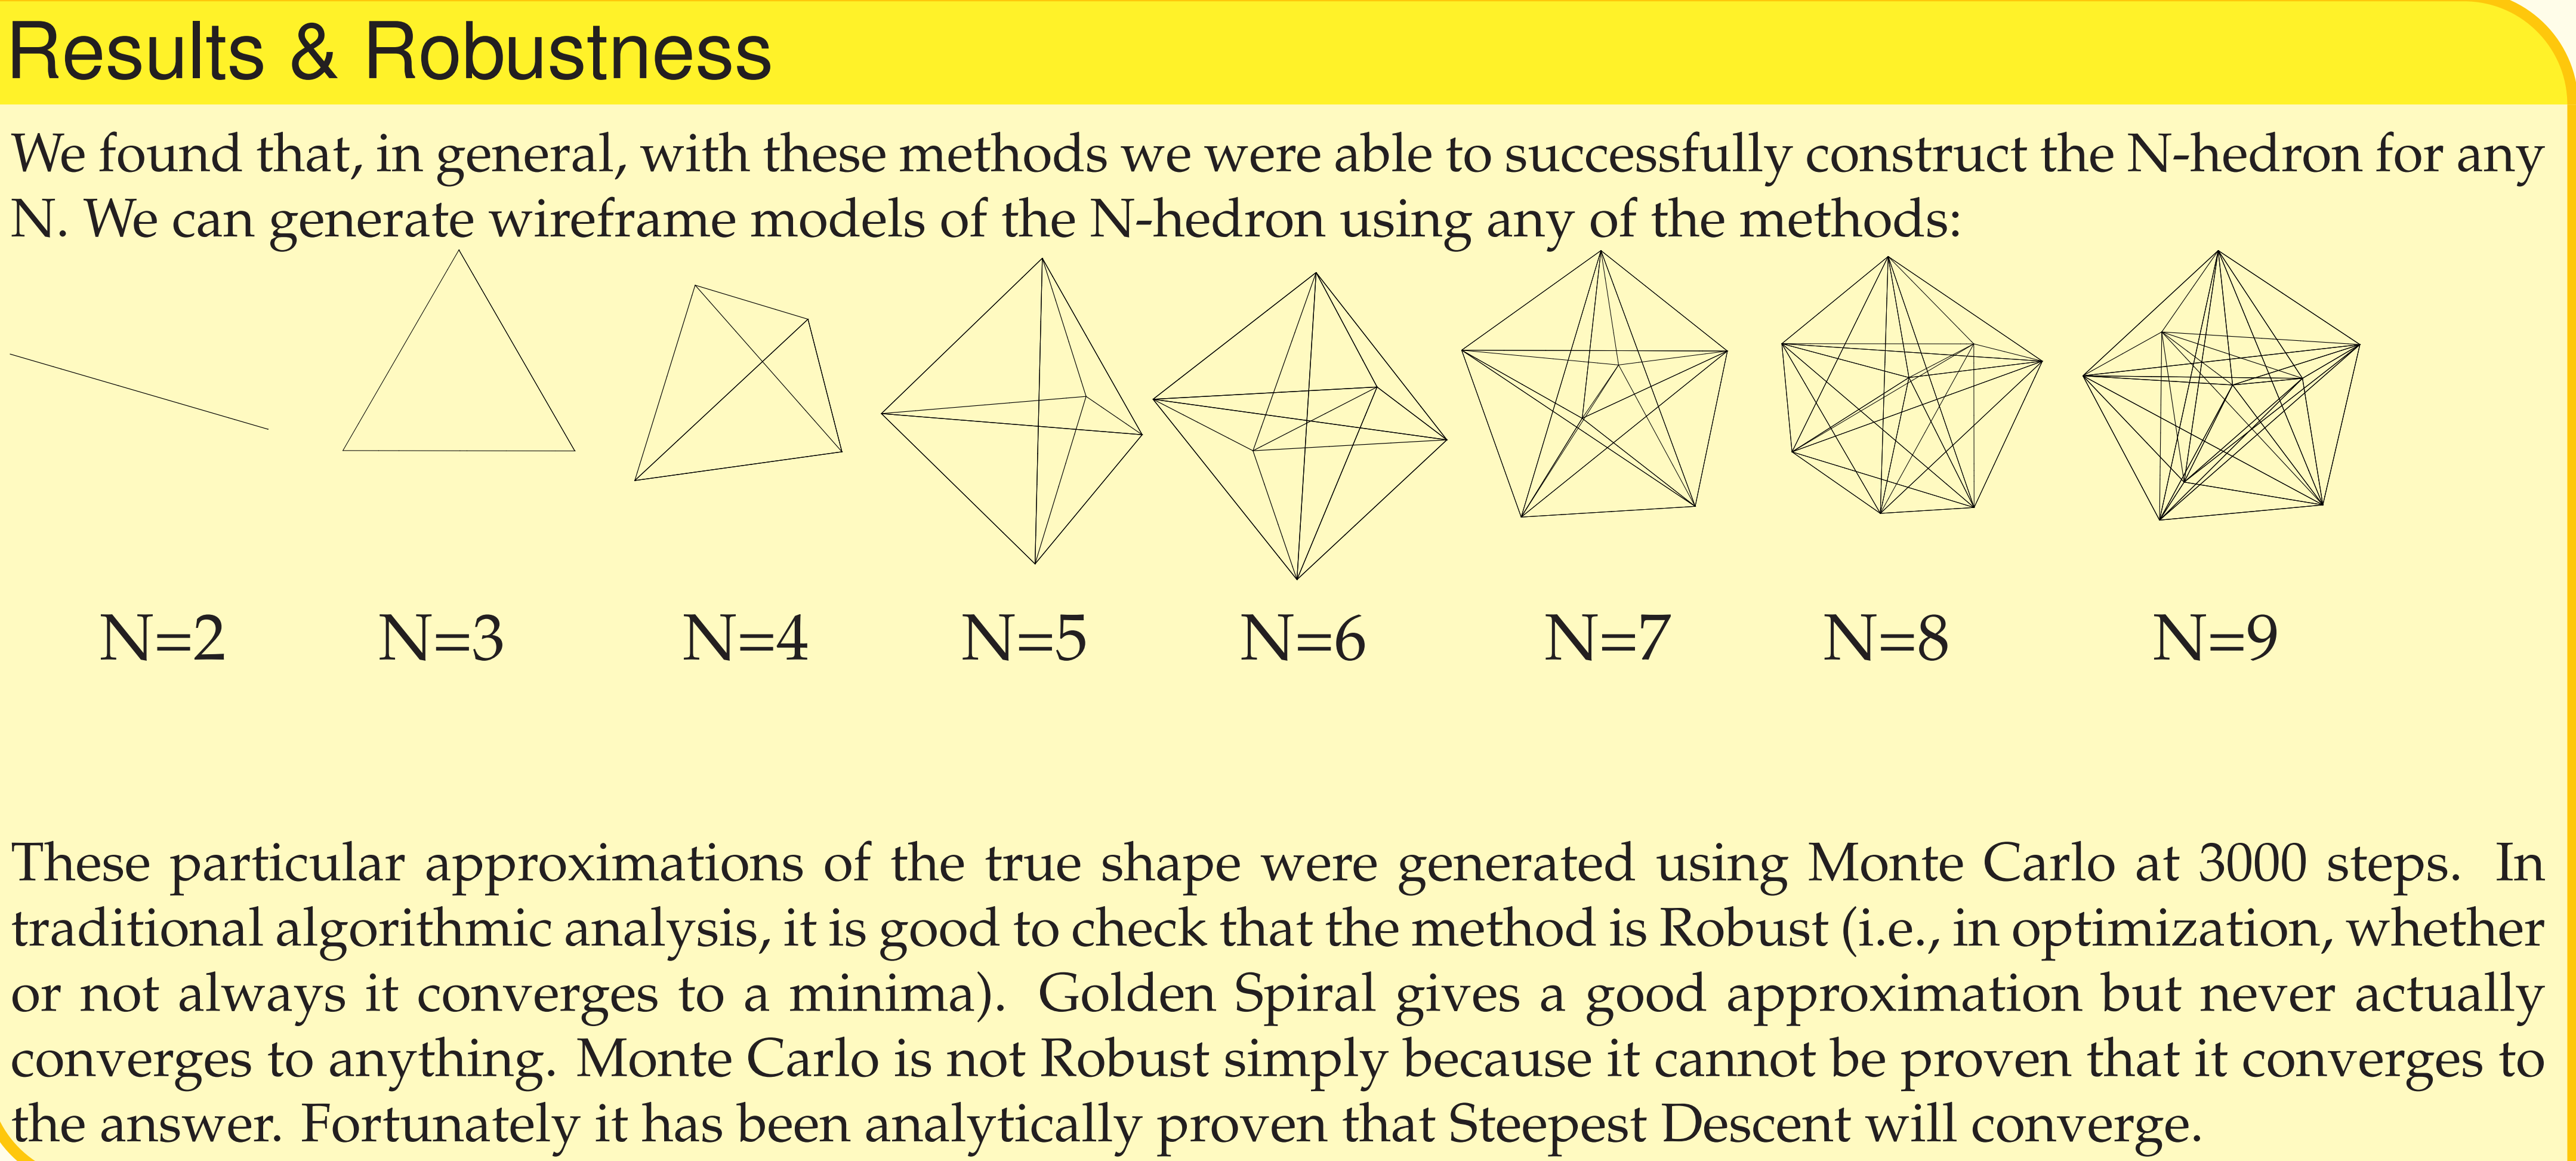 Results & Robustness
We found that, in general, with these methods we were able to successfully construct the N-hedron for any
N. We can generate wireframe models of the N-hedron using any of the methods:
N=2 N=3 N=4 N=5 N=6 N=7 N=8 N=9
These particular approximations of the true shape were generated using Monte Carlo at 3000 steps. In
traditional algorithmic analysis, it is good to check that the method is Robust (i.e., in optimization, whether
or not always it converges to a minima). Golden Spiral gives a good approximation but never actually
converges to anything. Monte Carlo is not Robust simply because it cannot be proven that it converges to
the answer. Fortunately it has been analytically proven that Steepest Descent will converge.